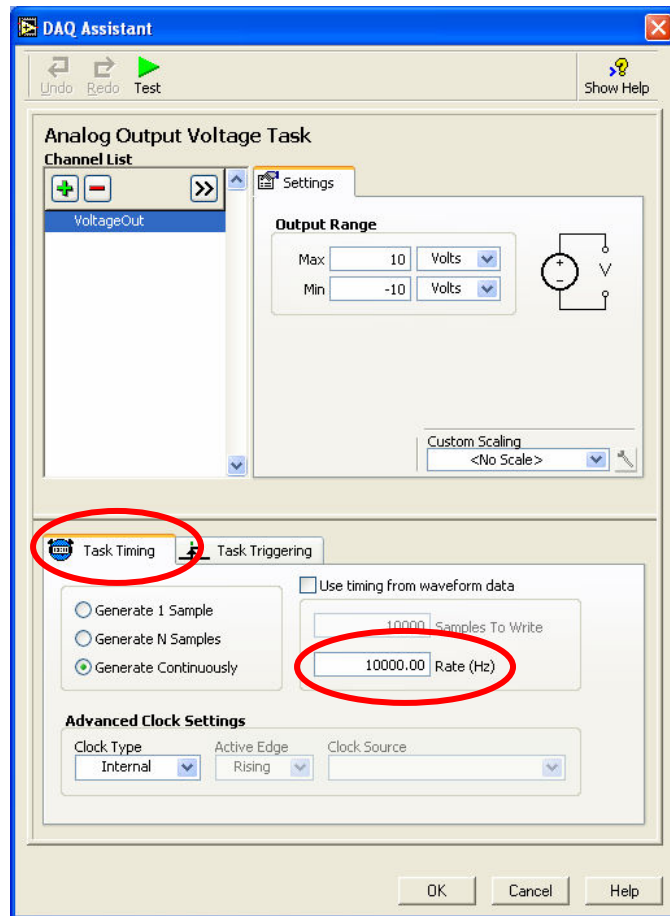 DAQ Assistant
Undo Redo Test Show Help
Analog Output Voltage Task
Channel List
VoltageOut
Settings
Output Range
Max 10 Volts
Min -10 Volts
V
Custom Scaling
<No Scale>
Task Timing Task Triggering
Use timing from waveform data
Generate 1 Sample
10000 Samples To Write
Generate N Samples
Generate Continuously
10000.00 Rate (Hz)
Advanced Clock Settings
Clock Type Active Edge Clock Source
Internal Rising
OK Cancel Help